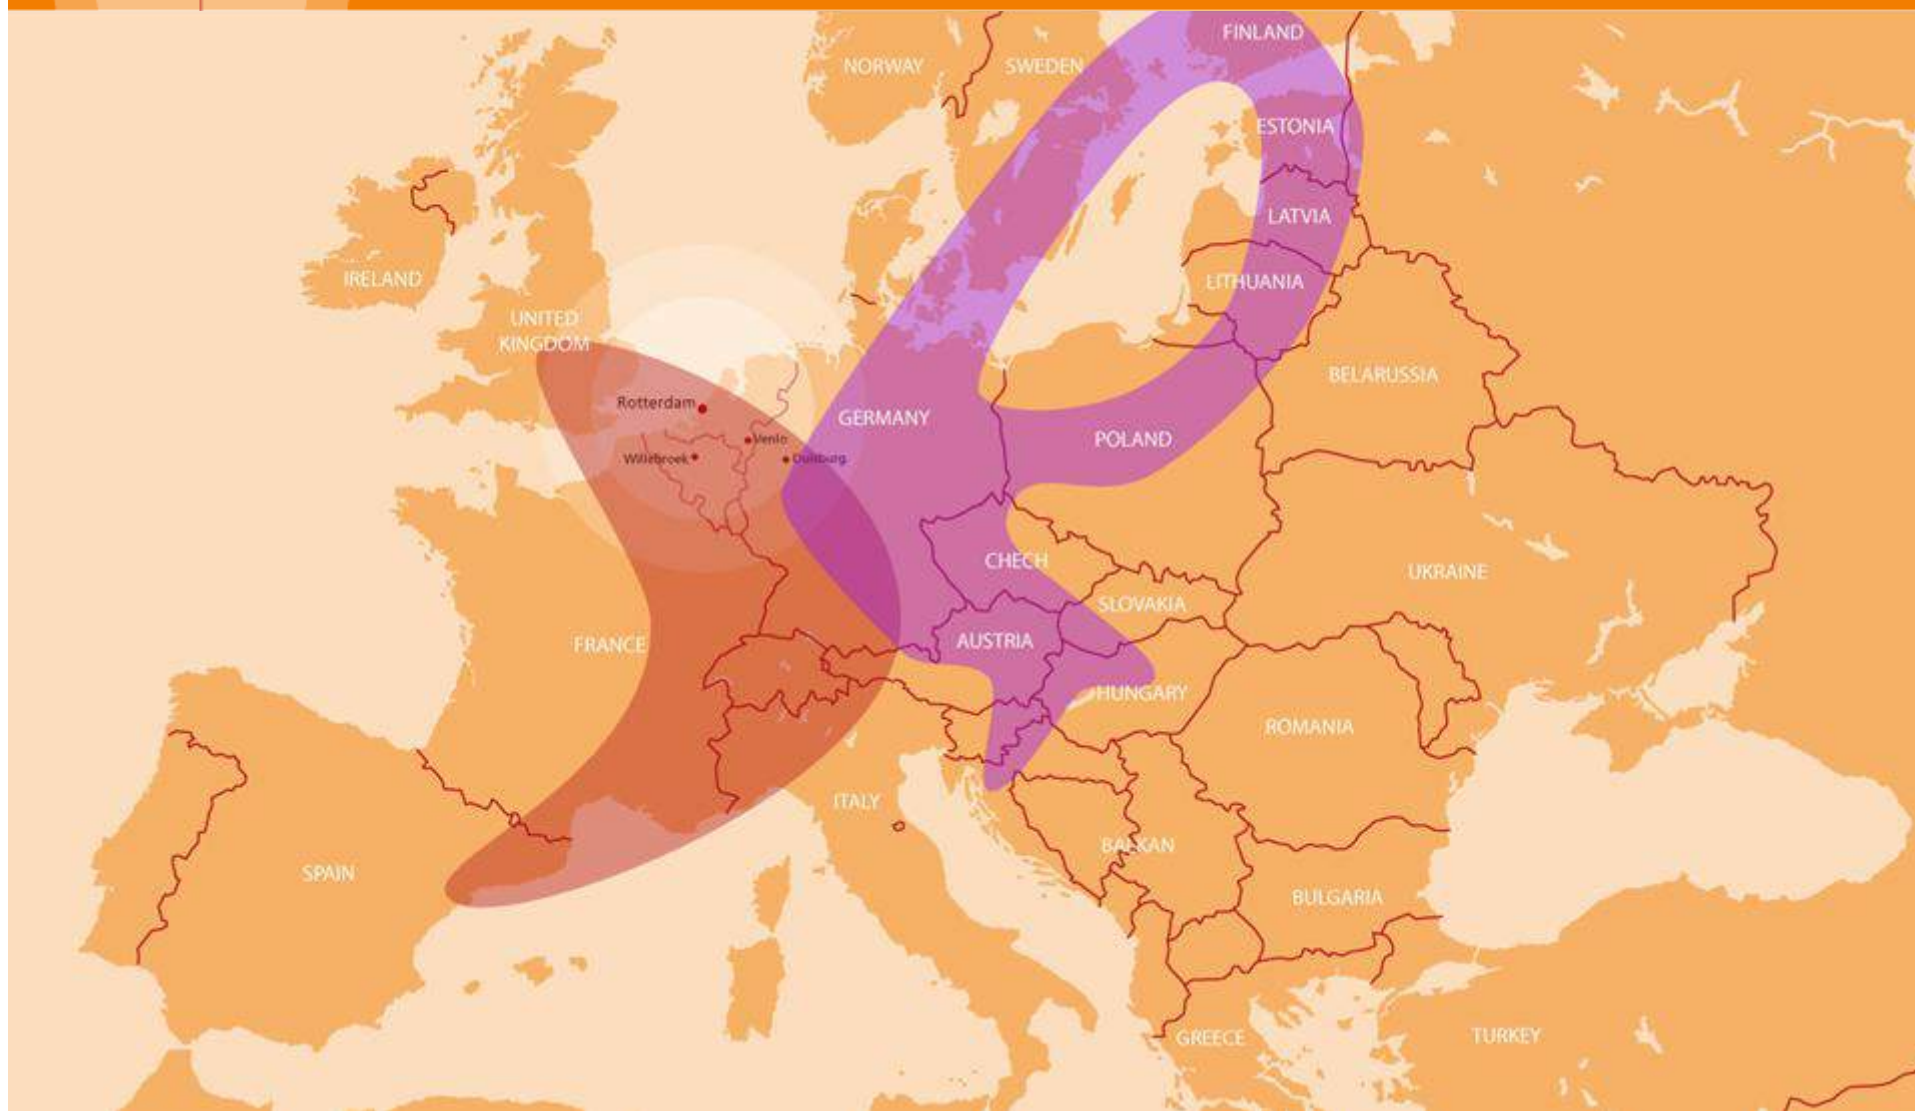 FINLAND
NORWAY
SWEDEN
ESTONIA
LATVIA
IRELAND
LITHUANIA
UNITED
KINGDOM
BELARUSSIA
Rotterdam
GERMANY
POLAND
Venlo
Willebroek
Duisburg
CHECH
UKRAINE
SLOVAKIA
FRANCE
AUSTRIA
HUNGARY
ROMANIA
ITALY
BALKAN
SPAIN
BULGARIA
GREECE
TURKEY